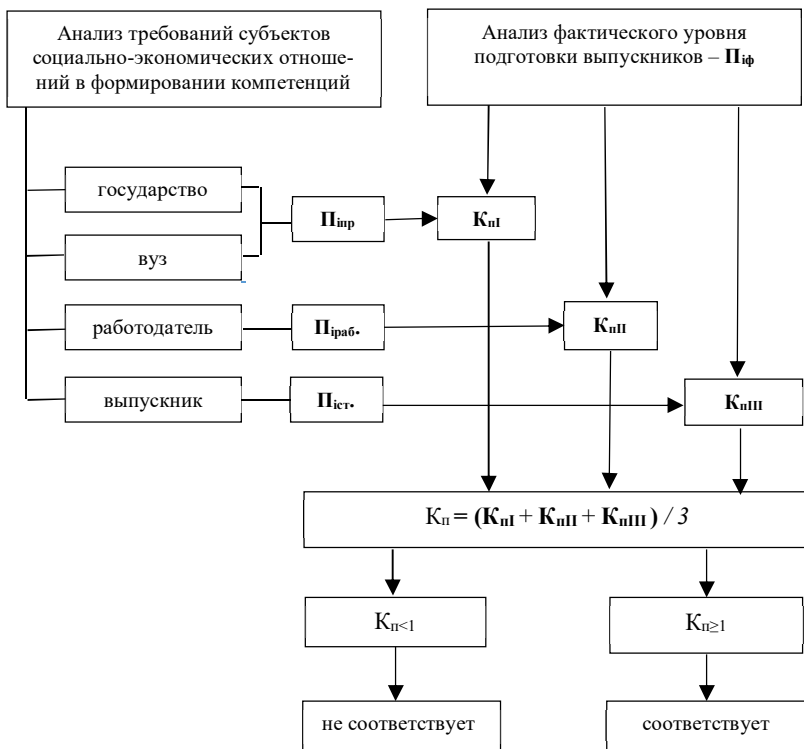 Анализ требований субъектов
социально-экономических отноше-
ний в формировании компетенций
Анализ фактического уровня
подготовки выпускников – Пiф
государство
Пiпр
КпI
вуз
работодатель
Пiраб.
КпII
выпускник
Пiст.
КпIII
Кп = (КпI + КпII + КпIII) / 3
Кп<1
Кп≥1
не соответствует
соответствует